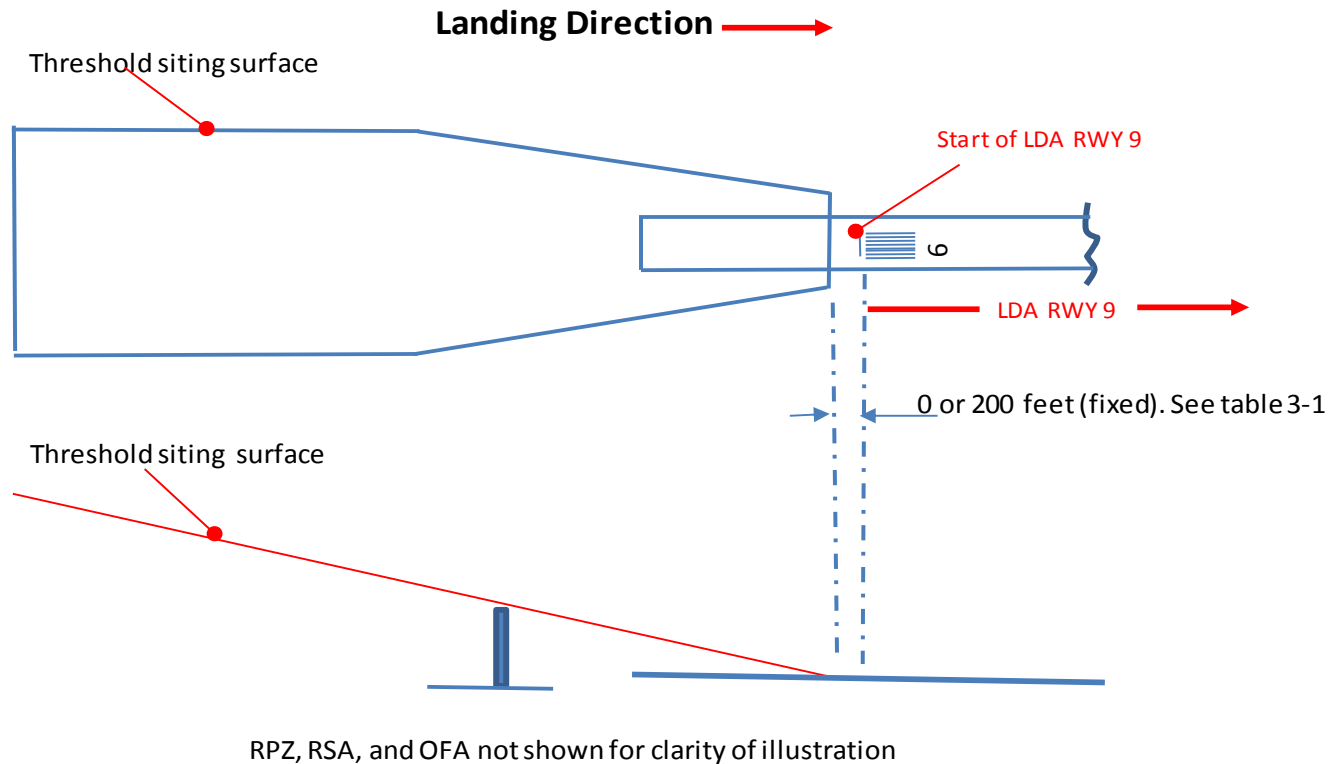 Landing Direction
Threshold siting surface
Start of LDA RWY 9
9
LDA RWY 9
0 or 200 feet (fixed). See table 3-1
Threshold siting surface
RPZ, RSA, and OFA not shown for clarity of illustration